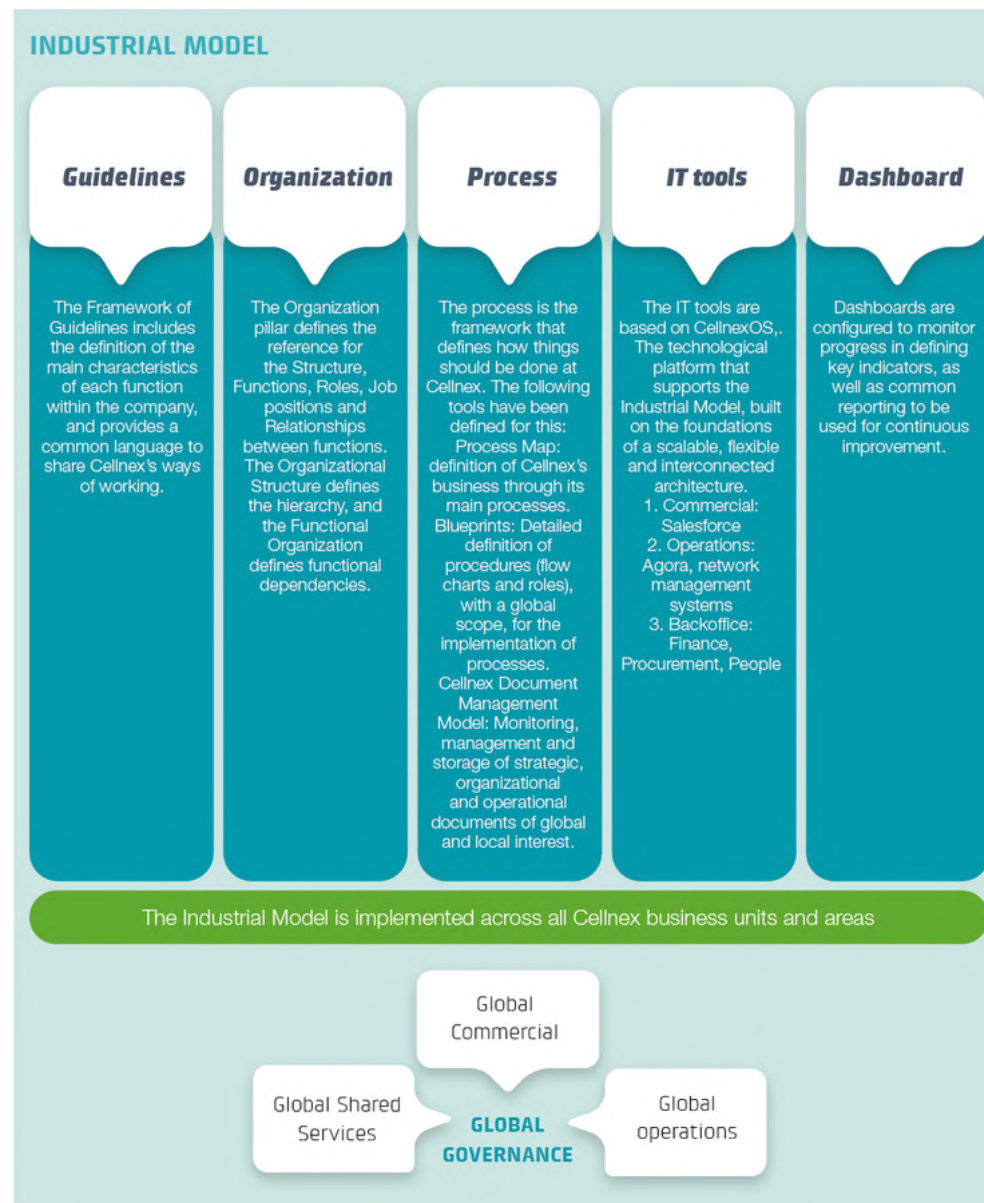 INDUSTRIAL MODEL
Guidelines
The Framework of
Guidelines includes
the definition of the
main characteristics
of each function
within the company,
and provides a
common language to
share Cellnex's ways
of working.
Organization
The Organization
pillar defines the
reference for
the Structure,
Functions, Roles, Job
positions and
Relationships
between functions.
The Organizational
Structure defines
the hierarchy, and
the Functional
Organization
defines functional
dependencies.
Process
The process is the
framework that
defines how things
should be done at
Cellnex. The following
tools have been
defined for this:
Process Map:
definition of Cellnex's
business through its
main processes.
Blueprints: Detailed
definition of
procedures (flow
charts and roles),
with a global
scope, for the
implementation of
processes.
Cellnex Document
Management
Model: Monitoring,
management and
storage of strategic,
organizational
and operational
documents of global
and local interest.
IT tools
The IT tools are
based on CellnexOS,.
The technological
platform that
supports the
Industrial Model, built
on the foundations
of a scalable, flexible
and interconnected
architecture.
1. Commercial:
Salesforce
2. Operations:
Agora, network
management
systems
3. Backoffice:
Finance,
Procurement, People
Dashboard
Dashboards are
configured to monitor
progress in defining
key indicators, as
well as common
reporting to be
used for continuous
improvement.
The Industrial Model is implemented across all Cellnex business units and areas
Global
Commercial
Global Shared
Services
GLOBAL
GOVERNANCE
Global
operations